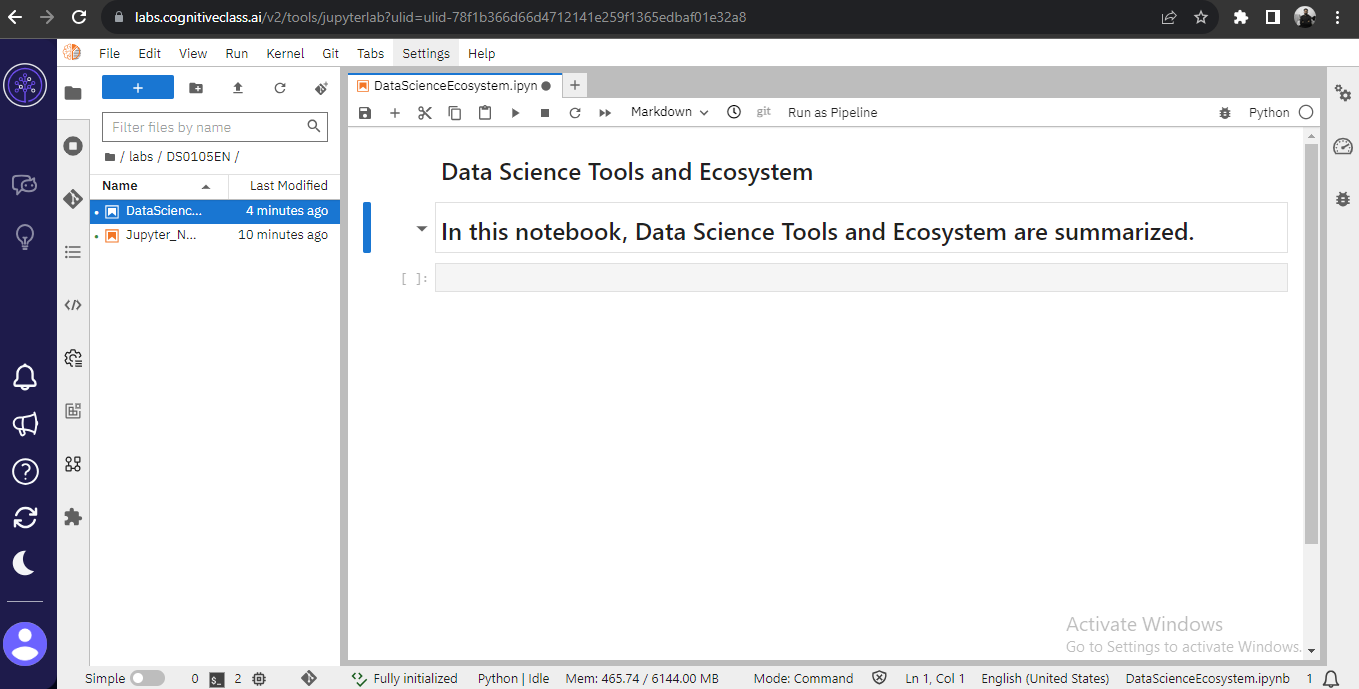 labs.cognitiveclass.ai/v2/tools/jupyterlab?ulid=ulid-78f1b366d66d4712141e259f1365edbaf01e32a8
File Edit View Run Kernel Git Tabs Settings Help
+
DataScienceEcosystem.ipyn
+
Markdown
git
Run as Pipeline
Python
Filter files by name
/ labs / DS0105EN /
Name Last Modified
DataScienc... 4 minutes ago
Jupyter_N... 10 minutes ago
Data Science Tools and Ecosystem
In this notebook, Data Science Tools and Ecosystem are summarized.
[ ]:
Activate Windows
Go to Settings to activate Windows.
Simple 0 $_ 2 Fully initialized Python | Idle Mem: 465.74 / 6144.00 MB Mode: Command Ln 1, Col 1 English (United States) DataScienceEcosystem.ipynb 1